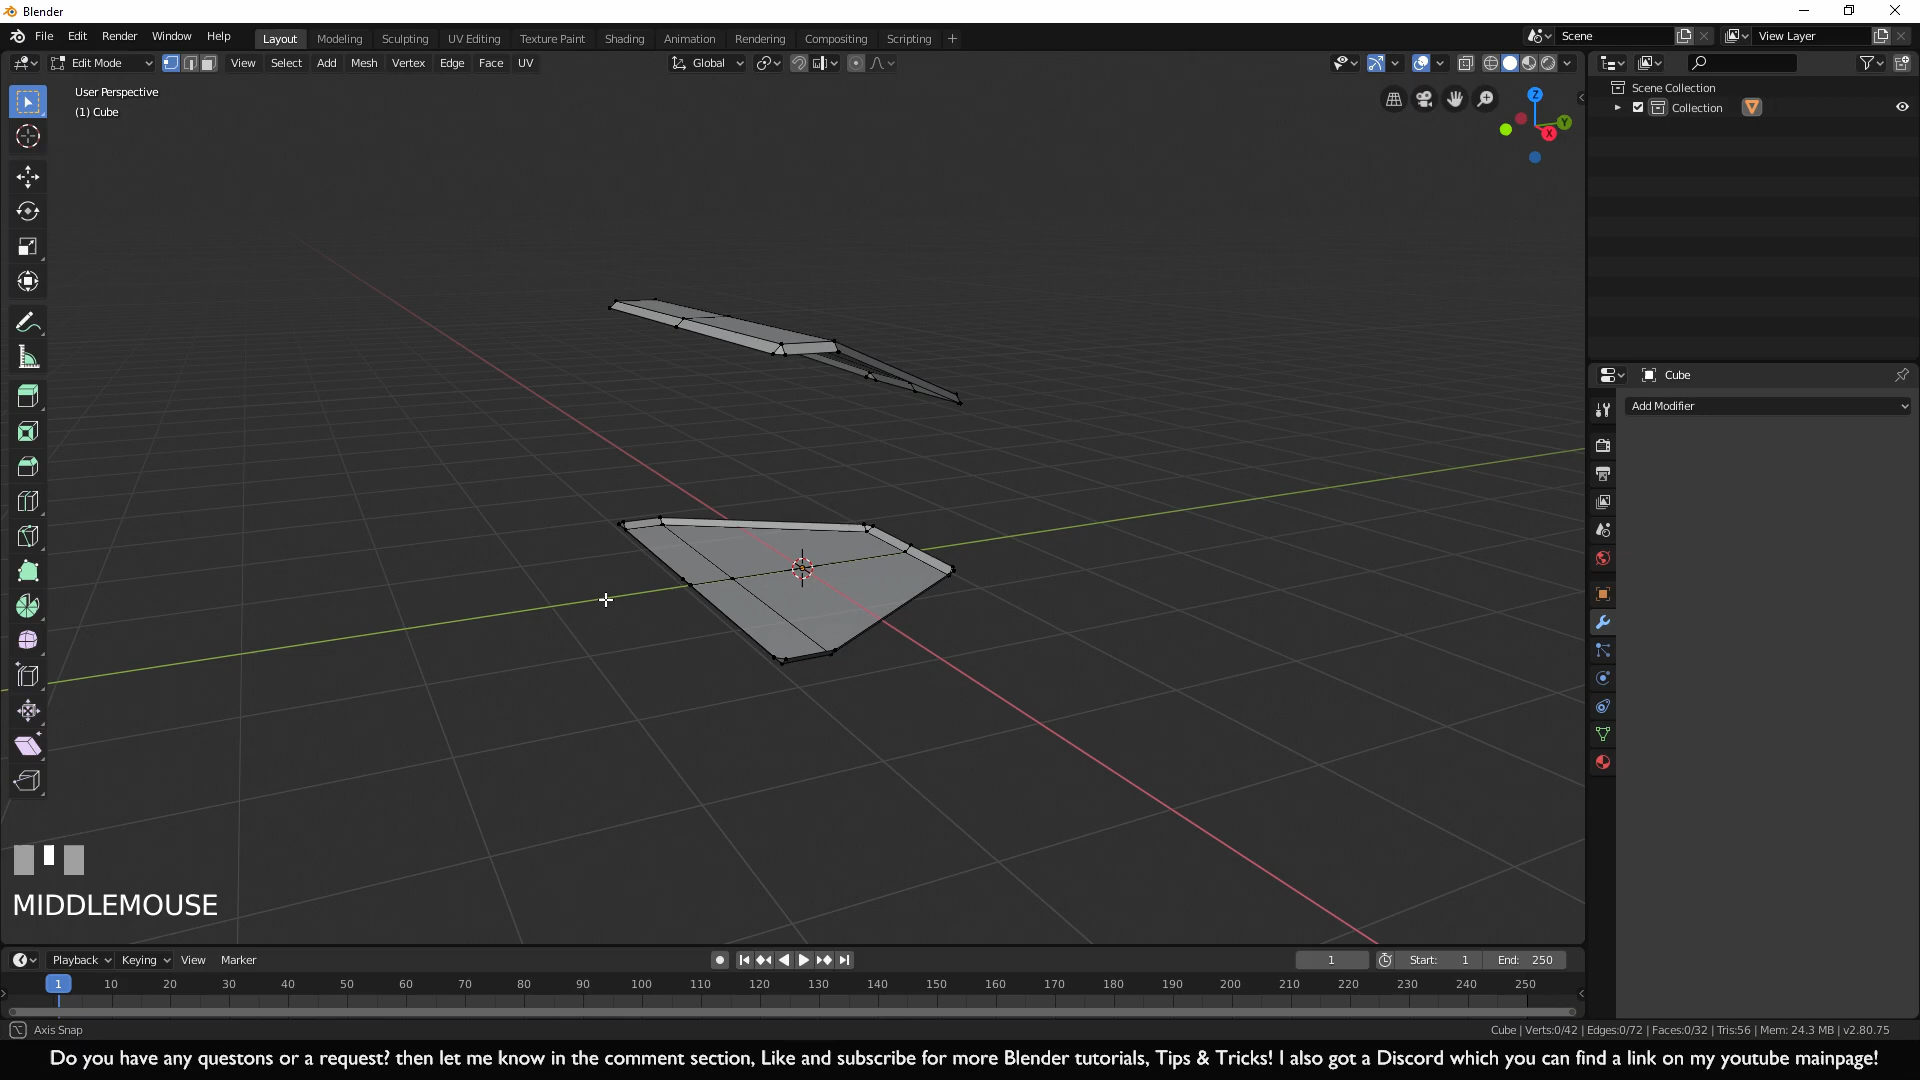 Blender
File Edit Render Window Help
Layout Modeling Sculpting UV Editing Texture Paint Shading Animation Rendering Compositing Scripting
Scene
View Layer
Edit Mode
View Select Add Mesh Vertex Edge Face UV
Global
User Perspective
(1) Cube
Z
Y
X
Scene Collection
Collection
Cube
Add Modifier
MIDDLEMOUSE
Playback Keying View Marker
1
Start: 1
End: 250
1 10 20 30 40 50 60 70 80 90 100 110 120 130 140 150 160 170 180 190 200 210 220 230 240 250
Axis Snap
Cube | Verts:0/42 | Edges:0/72 | Faces:0/32 | Tris:56 | Mem: 24.3 MB | v2.80.75
Do you have any questons or a request? then let me know in the comment section, Like and subscribe for more Blender tutorials, Tips & Tricks! I also got a Discord which you can find a link on my youtube mainpage!